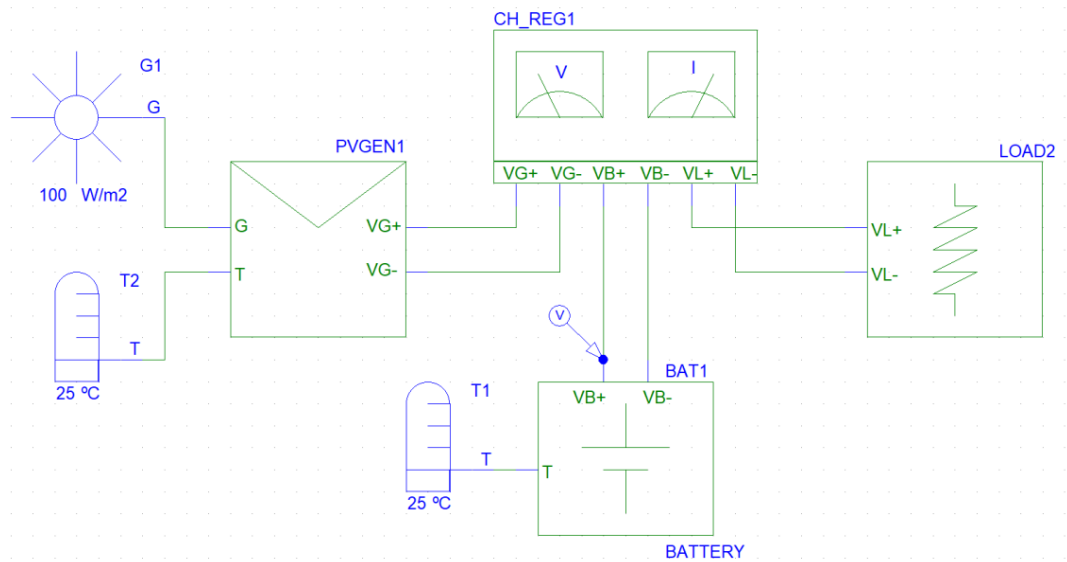 CH_REG1
V
I
VG+ VG- VB+ VB- VL+ VL-
G1
G
100 W/m2
PVGEN1
G
T
VG+
VG-
T2
T
25 ºC
LOAD2
VL+
VL-
V
BAT1
VB+ VB-
T
BATTERY
T1
T
25 ºC